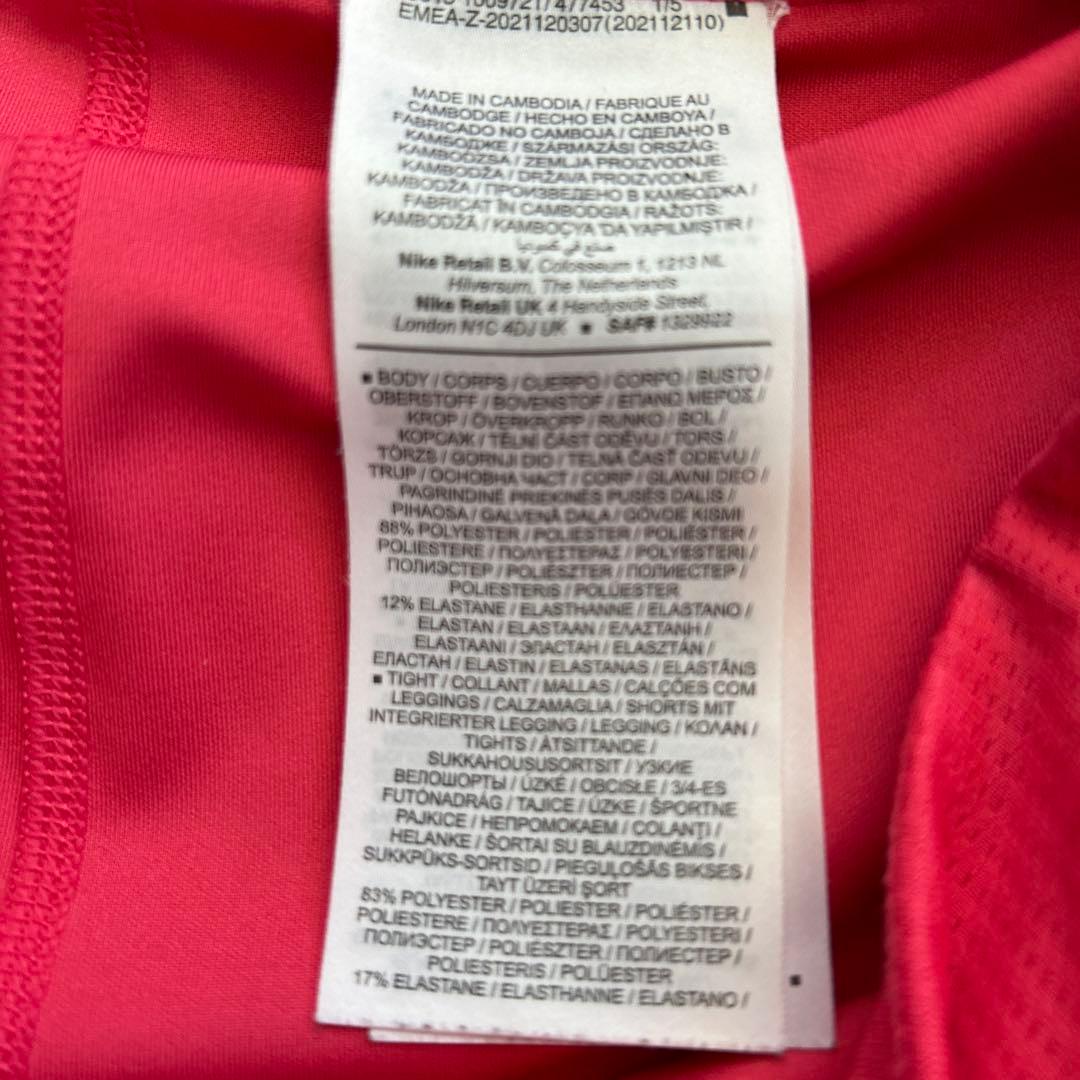 1009721/477453 1/5
EMEA-Z-2021120307(202112110)
MADE IN CAMBODIA / FABRIQUE AU
CAMBODGE / HECHO EN CAMBOYA /
FABRICADO NO CAMBOJA / СДЕЛАНО В
КАМБОДЖЕ / SZÁRMAZÁSI ORSZÁG:
KAMBODZSA / ZEMLJA PROIZVODNJE:
KAMBODŽA / DRŽAVA PROIZVODNJE:
KAMBODŽA / ПРОИЗВЕДЕНО В КАМБОДЖА /
FABRICAT ÎN CAMBODGIA / RAŽOTS:
KAMBODŽĀ / KAMBOÇYA 'DA YAPILMIŞTIR /
صنع في كمبوديا
Nike Retail B.V. Colosseum 1, 1213 NL
Hilversum, The Netherlands
Nike Retail UK 4 Handyside Street,
London N1C 4DJ UK ▪ SAF# 1329922
▪ BODY / CORPS / CUERPO / CORPO / BUSTO /
OBERSTOFF / BOVENSTOF / ΕΠΑΝΩ ΜΕΡΟΣ /
KROP / ÖVERKROPP / RUNKO / BOL /
КОРСАЖ / TĚLNÍ ČÁST ODĚVU / TORS /
TÖRZS / GORNJI DIO / TELNÁ ČASŤ ODEVU /
TRUP / ОСНОВНА ЧАСТ / CORP / GLAVNI DEO /
PAGRINDINĖ PRIEKINĖS PUSĖS DALIS /
PIHAOSA / GALVENĀ DAĻA / GÖVDE KISMI
88% POLYESTER / POLIESTER / POLIÉSTER /
POLIESTERE / ΠΟΛΥΕΣΤΕΡΑΣ / POLYESTERI /
ПОЛИЭСТЕР / POLIÉSZTER / ПОЛИЕСТЕР /
POLIESTERIS / POLÜESTER
12% ELASTANE / ELASTHANNE / ELASTANO /
ELASTAN / ELASTAAN / ΕΛΑΣΤΑΝΗ /
ELASTAANI / ЭЛАСТАН / ELASZTÁN /
ЕЛАСТАН / ELASTIN / ELASTANAS / ELASTĀNS
▪ TIGHT / COLLANT / MALLAS / CALÇÕES COM
LEGGINGS / CALZAMAGLIA / SHORTS MIT
INTEGRIERTER LEGGING / LEGGING / ΚΟΛΑΝ /
TIGHTS / ÅTSITTANDE /
SUKKAHOUSUSORTSIT / УЗКИЕ
ВЕЛОШОРТЫ / ÚZKÉ / OBCISŁE / 3/4-ES
FUTÓNADRÁG / TAJICE / ÚZKE / ŠPORTNE
PAJKICE / НЕПРОМОКАЕМ / COLANȚI /
HELANKE / ŠORTAI SU BLAUZDINĖMIS /
SUKKPÜKS-SORTSID / PIEGUĻOŠĀS BIKSES /
TAYT ÜZERİ ŞORT
83% POLYESTER / POLIESTER / POLIÉSTER /
POLIESTERE / ΠΟΛΥΕΣΤΕΡΑΣ / POLYESTERI /
ПОЛИЭСТЕР / POLIÉSZTER / ПОЛИЕСТЕР /
POLIESTERIS / POLÜESTER
17% ELASTANE / ELASTHANNE / ELASTANO /